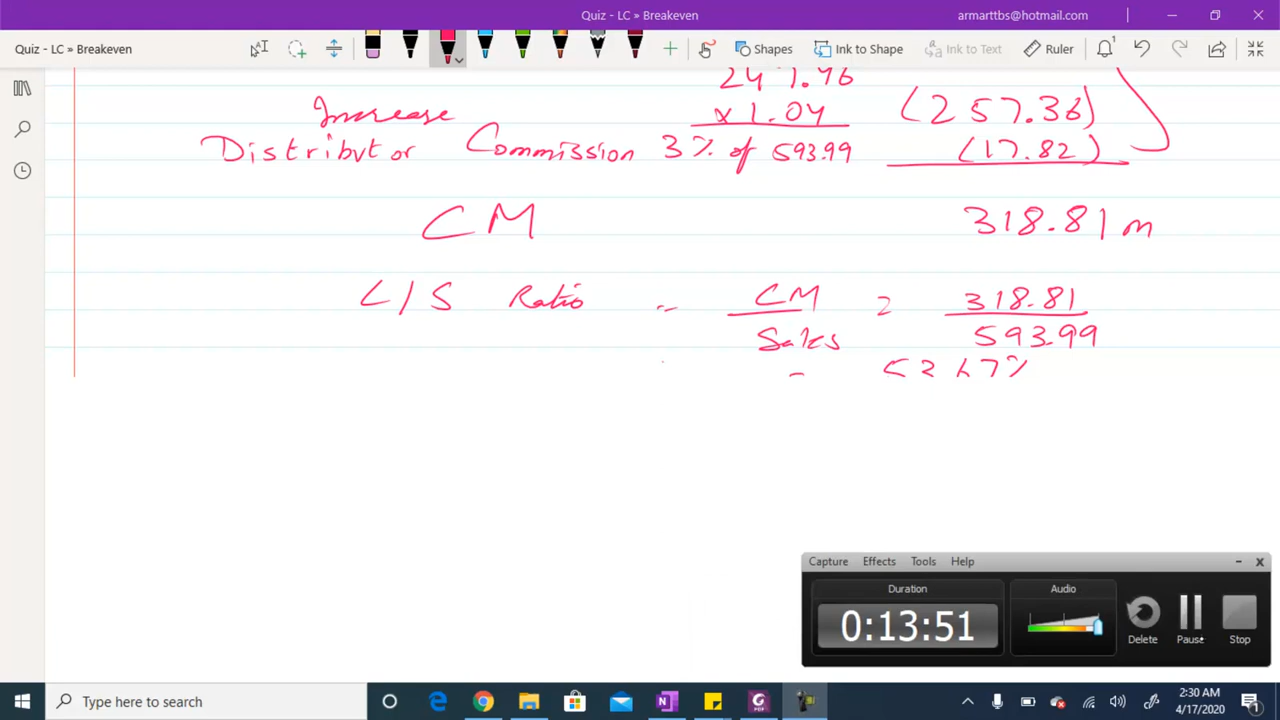 Quiz - LC » Breakeven
armarttbs@hotmail.com
Quiz - LC » Breakeven
Shapes
Ink to Shape
Ink to Text
Ruler
247.46
Increase
x 1.04 (257.36)
Distributor Commission 3% of 593.99 (17.82)
CM 318.81 m
C/S Ratio = CM = 318.81
Sales 593.99
= 53.67%
Capture Effects Tools Help
Duration
Audio
0:13:51
Delete
Pause
Stop
Type here to search
2:30 AM
4/17/2020